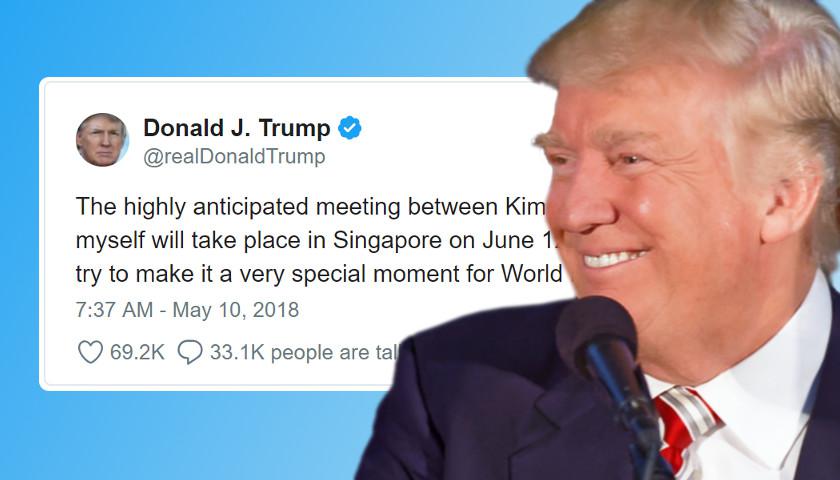 Donald J. Trump
@realDonaldTrump
The highly anticipated meeting between Kim
myself will take place in Singapore on June
try to make it a very special moment for World
7:37 AM - May 10, 2018
69.2K 33.1K people are